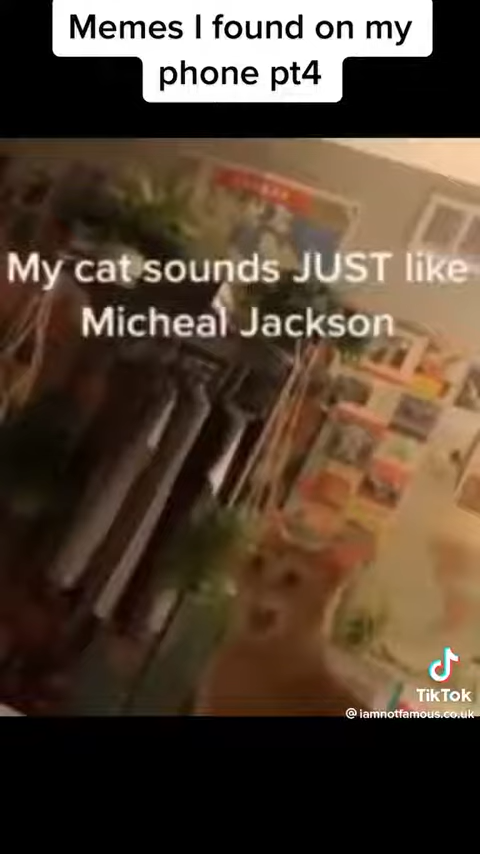 Memes I found on my
phone pt4
My cat sounds JUST like
Micheal Jackson
TikTok
@iamnotfamous.co.uk